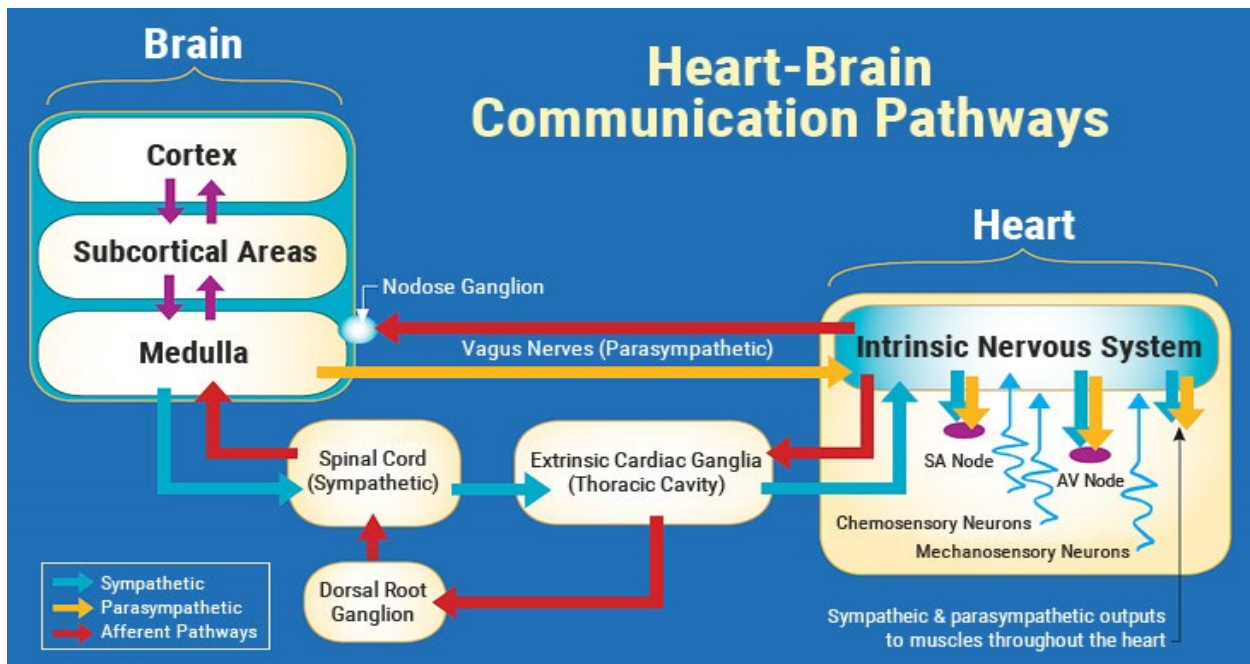 Brain
Heart-Brain
Communication Pathways
Cortex
Subcortical Areas
Medulla
Nodose Ganglion
Vagus Nerves (Parasympathetic)
Heart
Intrinsic Nervous System
SA Node
AV Node
Chemosensory Neurons
Mechanosensory Neurons
Spinal Cord
(Sympathetic)
Extrinsic Cardiac Ganglia
(Thoracic Cavity)
Dorsal Root
Ganglion
Sympathetic
Parasympathetic
Afferent Pathways
Sympatheic & parasympathetic outputs
to muscles throughout the heart